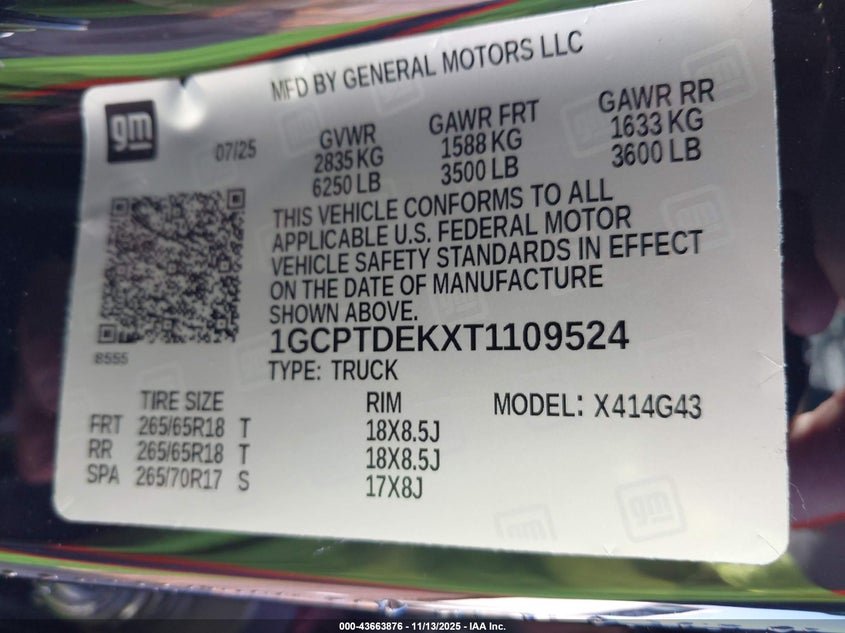 MFD BY GENERAL MOTORS LLC
gm
07/25
GVWR
2835 KG
6250 LB
GAWR FRT
1588 KG
3500 LB
GAWR RR
1633 KG
3600 LB
THIS VEHICLE CONFORMS TO ALL
APPLICABLE U.S. FEDERAL MOTOR
VEHICLE SAFETY STANDARDS IN EFFECT
ON THE DATE OF MANUFACTURE
SHOWN ABOVE.
8555
1GCPTDEKXT1109524
TYPE: TRUCK
TIRE SIZE RIM MODEL: X414G43
FRT 265/65R18 T 18X8.5J
RR 265/65R18 T 18X8.5J
SPA 265/70R17 S 17X8J
gm
gm
000-43663876 - 11/13/2025 - IAA Inc.